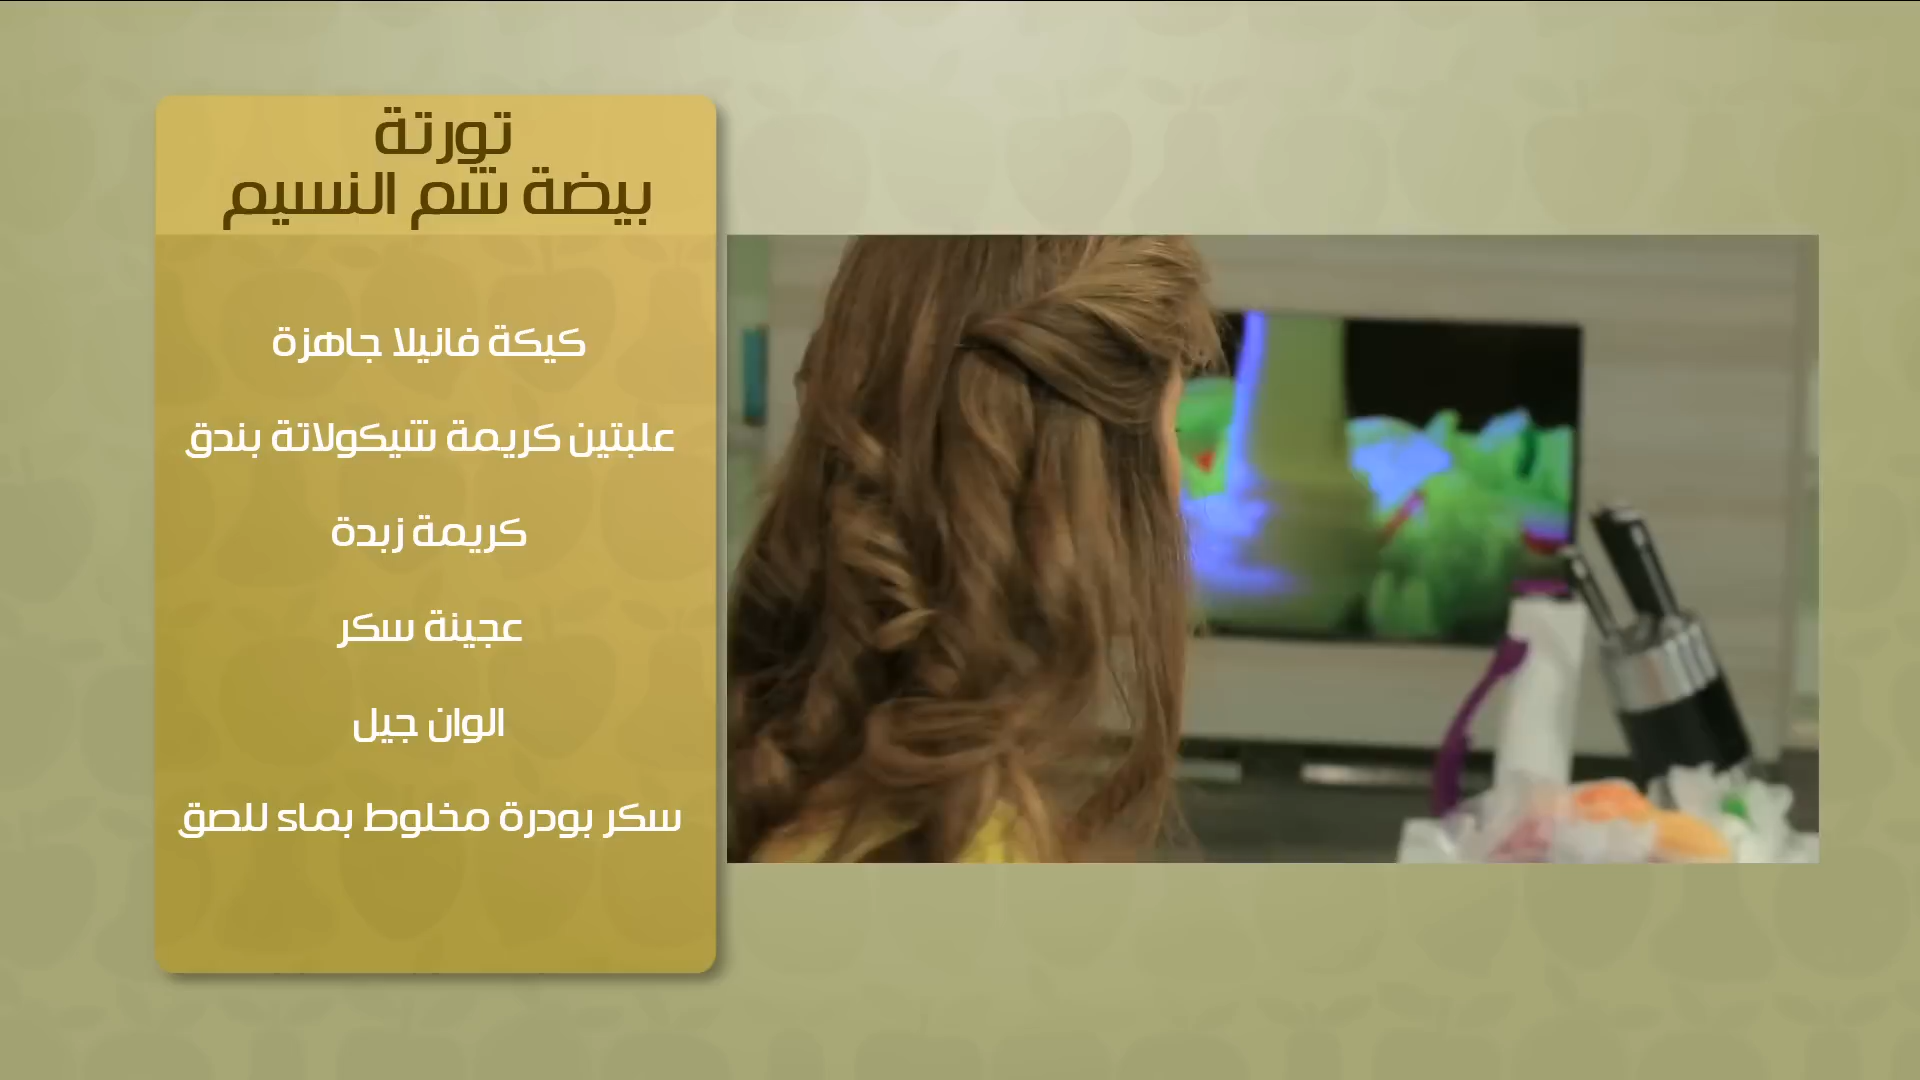 تورتة
بيضة شم النسيم
كيكة فانيلا جاهزة
علبتين كريمة شيكولاتة بندق
كريمة زبدة
عجينة سكر
الوان جيل
سكر بودرة مخلوط بماء للصق